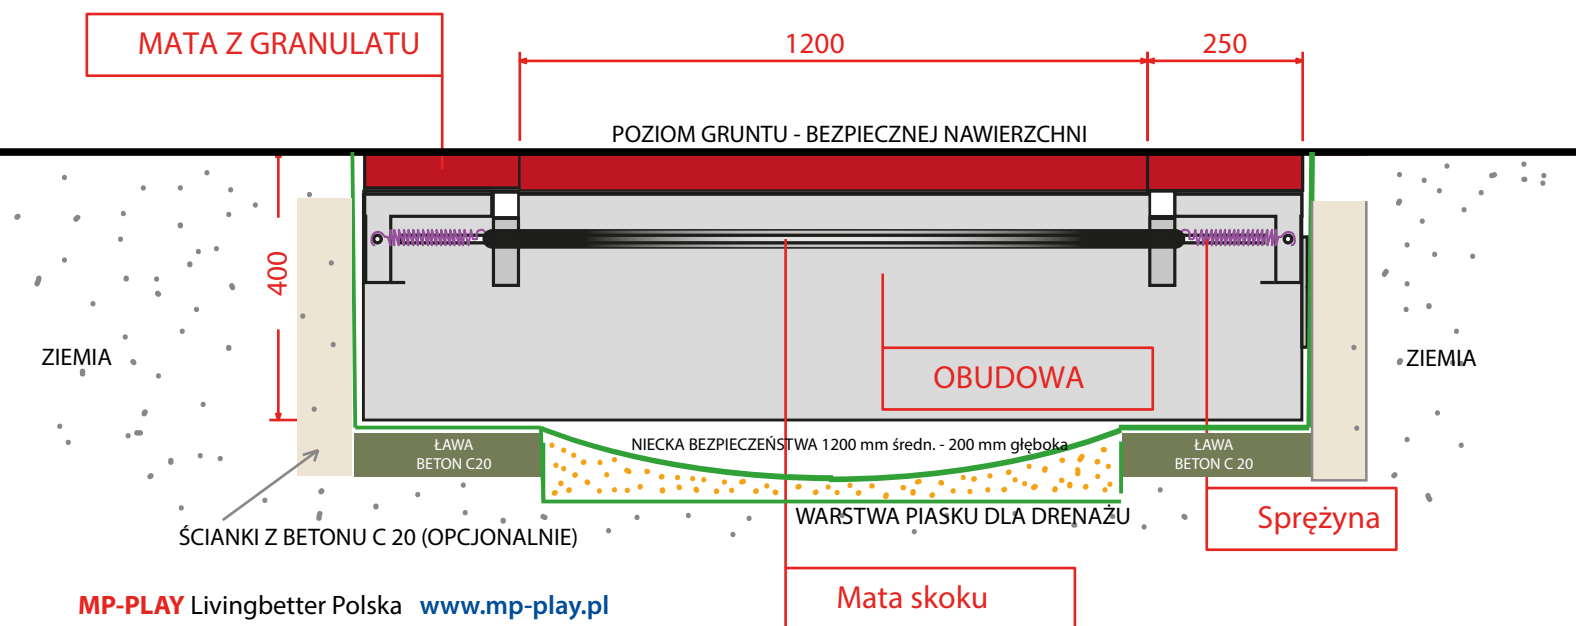 MATA Z GRANULATU
1200
250
POZIOM GRUNTU - BEZPIECZNEJ NAWIERZCHNI
400
ZIEMIA
ZIEMIA
OBUDOWA
ŁAWA
BETON C20
NIECKA BEZPIECZEŃSTWA 1200 mm średn. - 200 mm głęboka
ŁAWA
BETON C 20
WARSTWA PIASKU DLA DRENAŻU
Sprężyna
ŚCIANKI Z BETONU C 20 (OPCJONALNIE)
Mata skoku
MP-PLAY Livingbetter Polska www.mp-play.pl